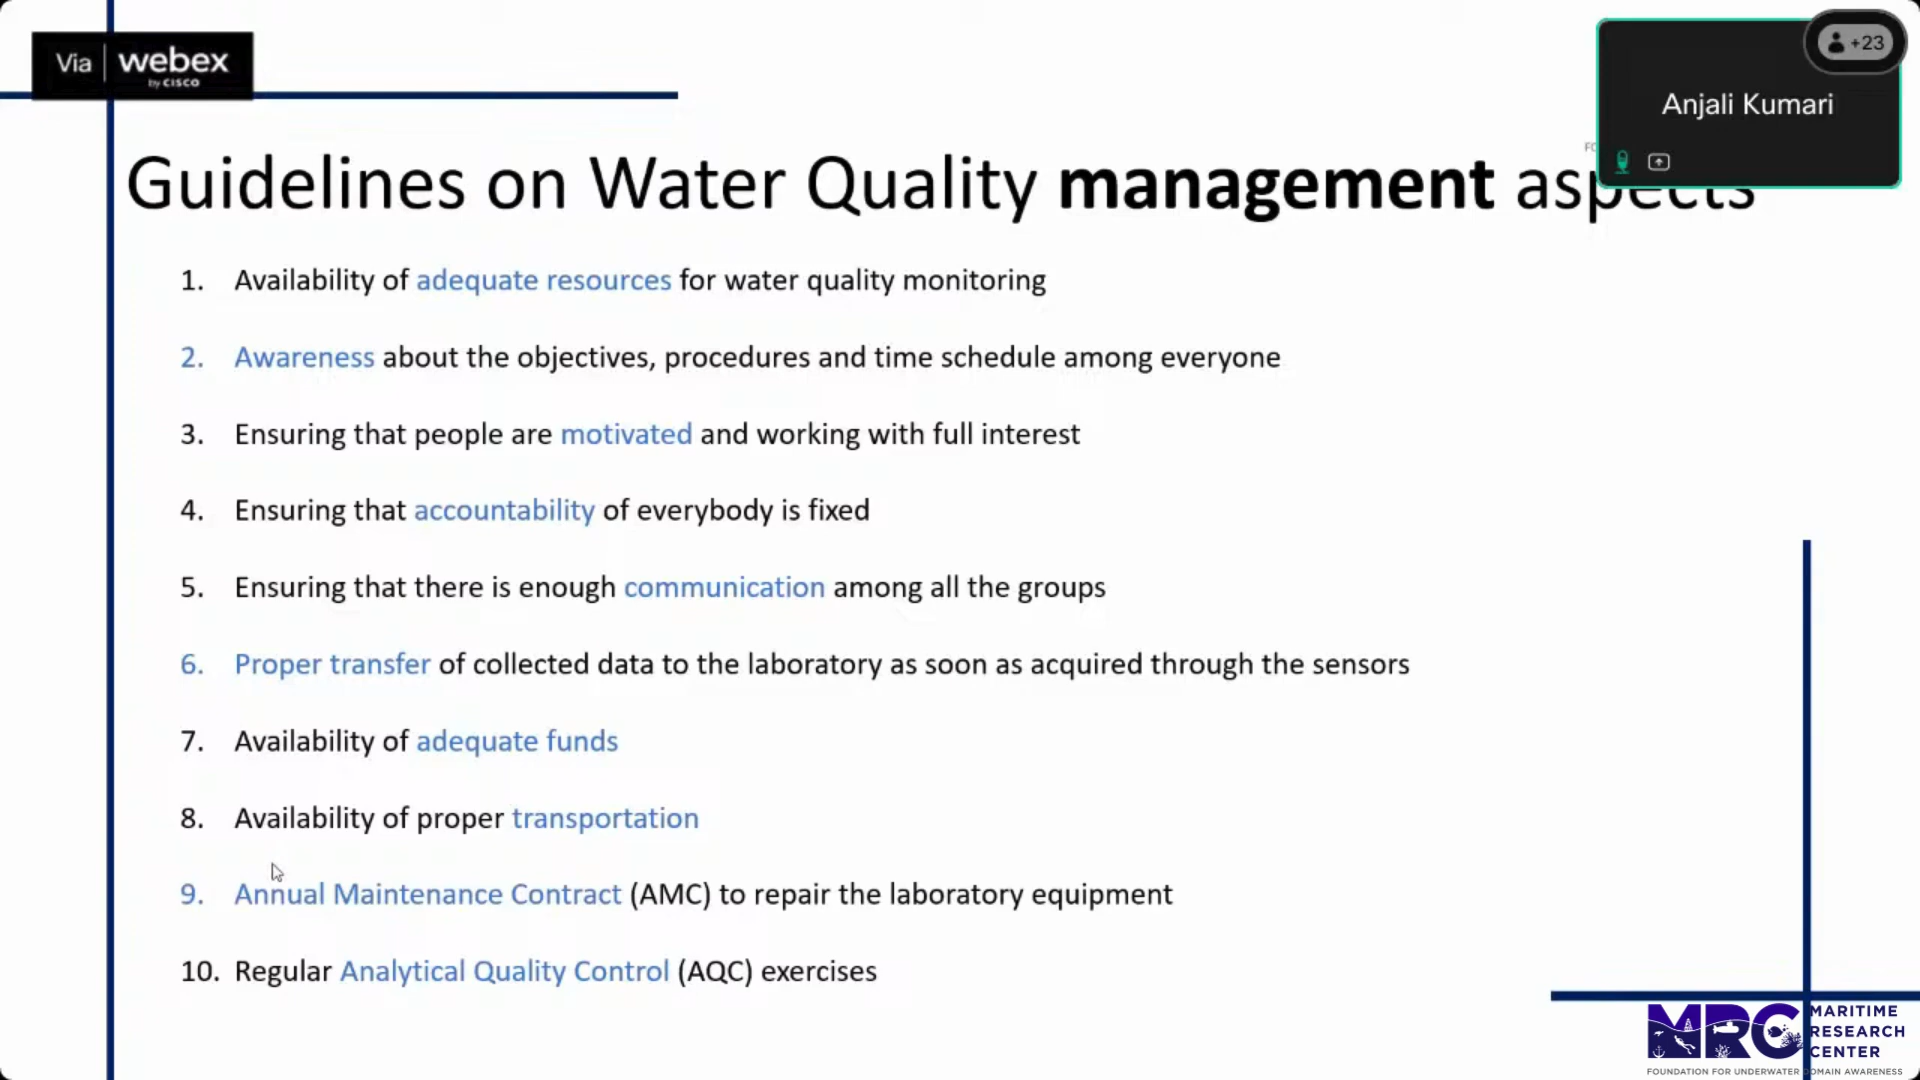 Via webex
by CISCO
+23
Anjali Kumari
Guidelines on Water Quality management aspects
1. Availability of adequate resources for water quality monitoring
2. Awareness about the objectives, procedures and time schedule among everyone
3. Ensuring that people are motivated and working with full interest
4. Ensuring that accountability of everybody is fixed
5. Ensuring that there is enough communication among all the groups
6. Proper transfer of collected data to the laboratory as soon as acquired through the sensors
7. Availability of adequate funds
8. Availability of proper transportation
9. Annual Maintenance Contract (AMC) to repair the laboratory equipment
10. Regular Analytical Quality Control (AQC) exercises
MRC
MARITIME
RESEARCH
CENTER
FOUNDATION FOR UNDERWATER DOMAIN AWARENESS